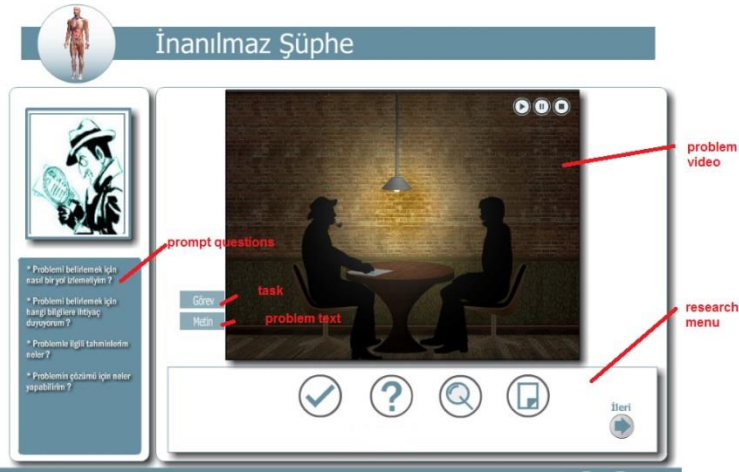 İnanılmaz Şüphe
problem
video
prompt questions
* Problemi belirlemek için
nasıl bir yol izlemeliyim ?
* Problemi belirlemek için
hangi bilgilere ihtiyaç
duyuyorum ?
* Problemle ilgili tahminlerim
neler ?
* Problemin çözümü için neler
yapabilirim ?
Görev
task
Metin
problem text
research
menu
İleri